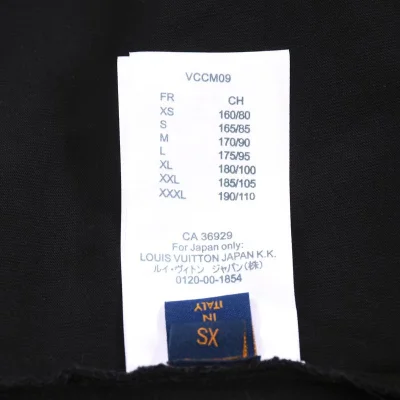 VCCM09
FR CH
XS 160/80
S 165/85
M 170/90
L 175/95
XL 180/100
XXL 185/105
XXXL 190/110
CA 36929
For Japan only:
LOUIS VUITTON JAPAN K.K.
ルイ・ヴィトン ジャパン(株)
0120-00-1854
IN
ITALY
XS